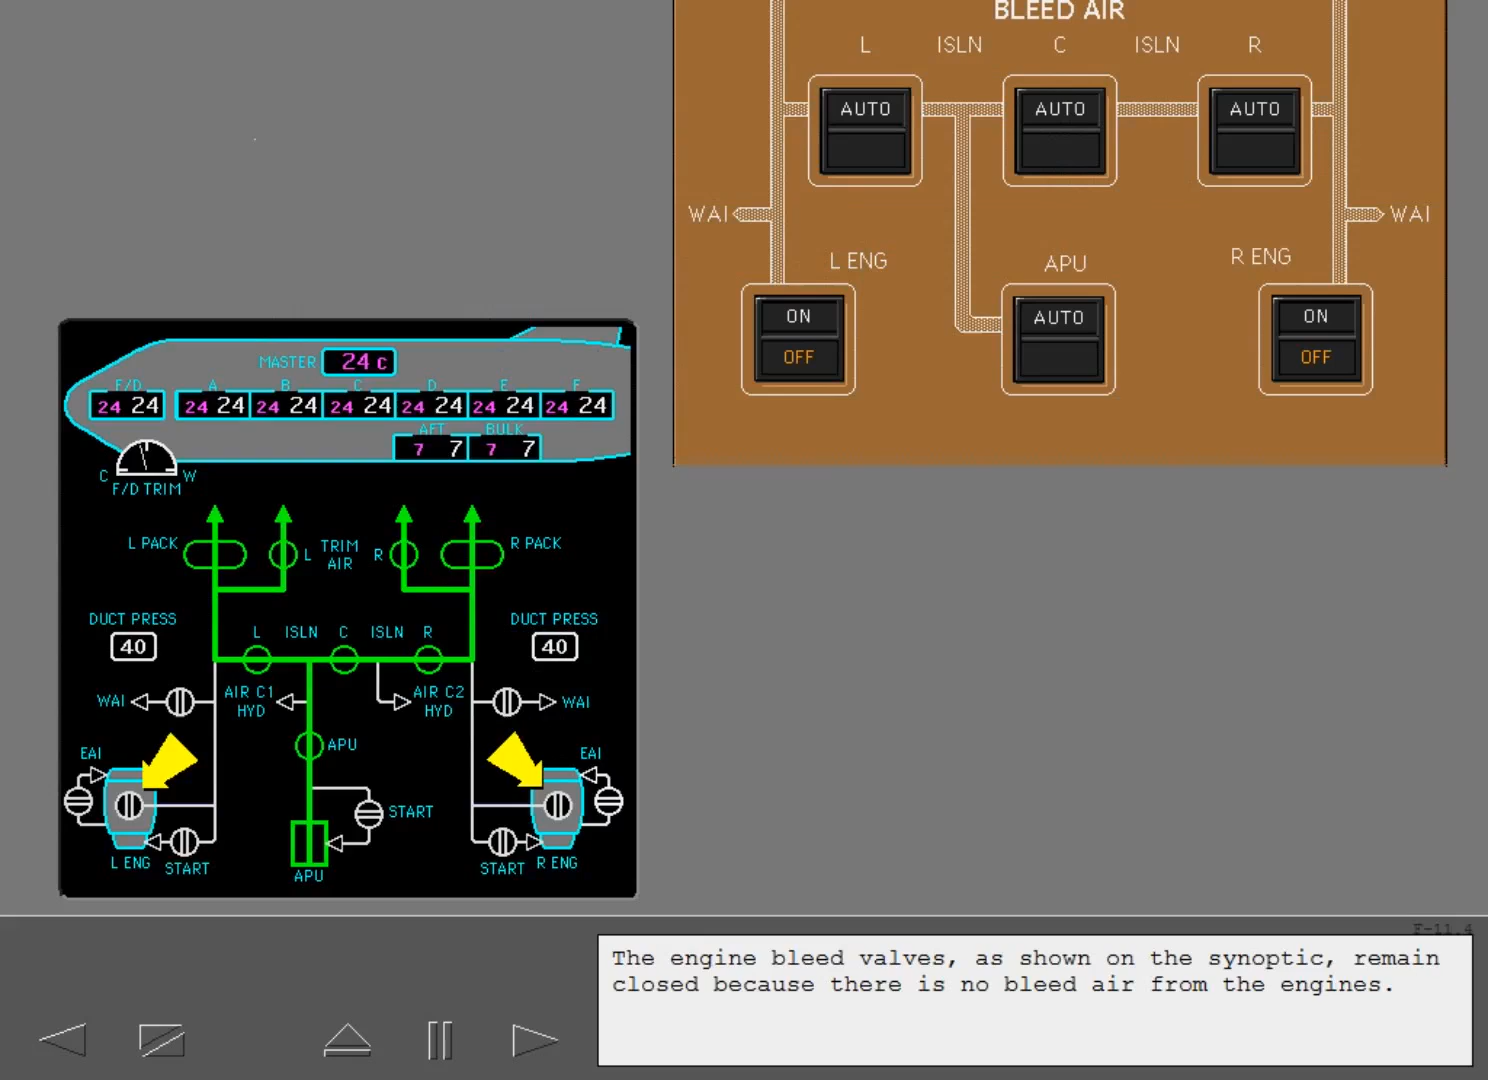 BLEED AIR
L ISLN C ISLN R
AUTO AUTO AUTO
WAI WAI
L ENG APU R ENG
ON AUTO ON
OFF OFF
MASTER 24 c
F/D A B C D E F
24 24 24 24 24 24 24 24 24 24 24 24 24 24
AFT BULK
7 7 7 7
C W
F/D TRIM
L PACK L TRIM AIR R R PACK
DUCT PRESS DUCT PRESS
40 40
L ISLN C ISLN R
WAI AIR C1 AIR C2 WAI
HYD HYD
EAI APU EAI
START
L ENG START APU START R ENG
F-11.4
The engine bleed valves, as shown on the synoptic, remain
closed because there is no bleed air from the engines.